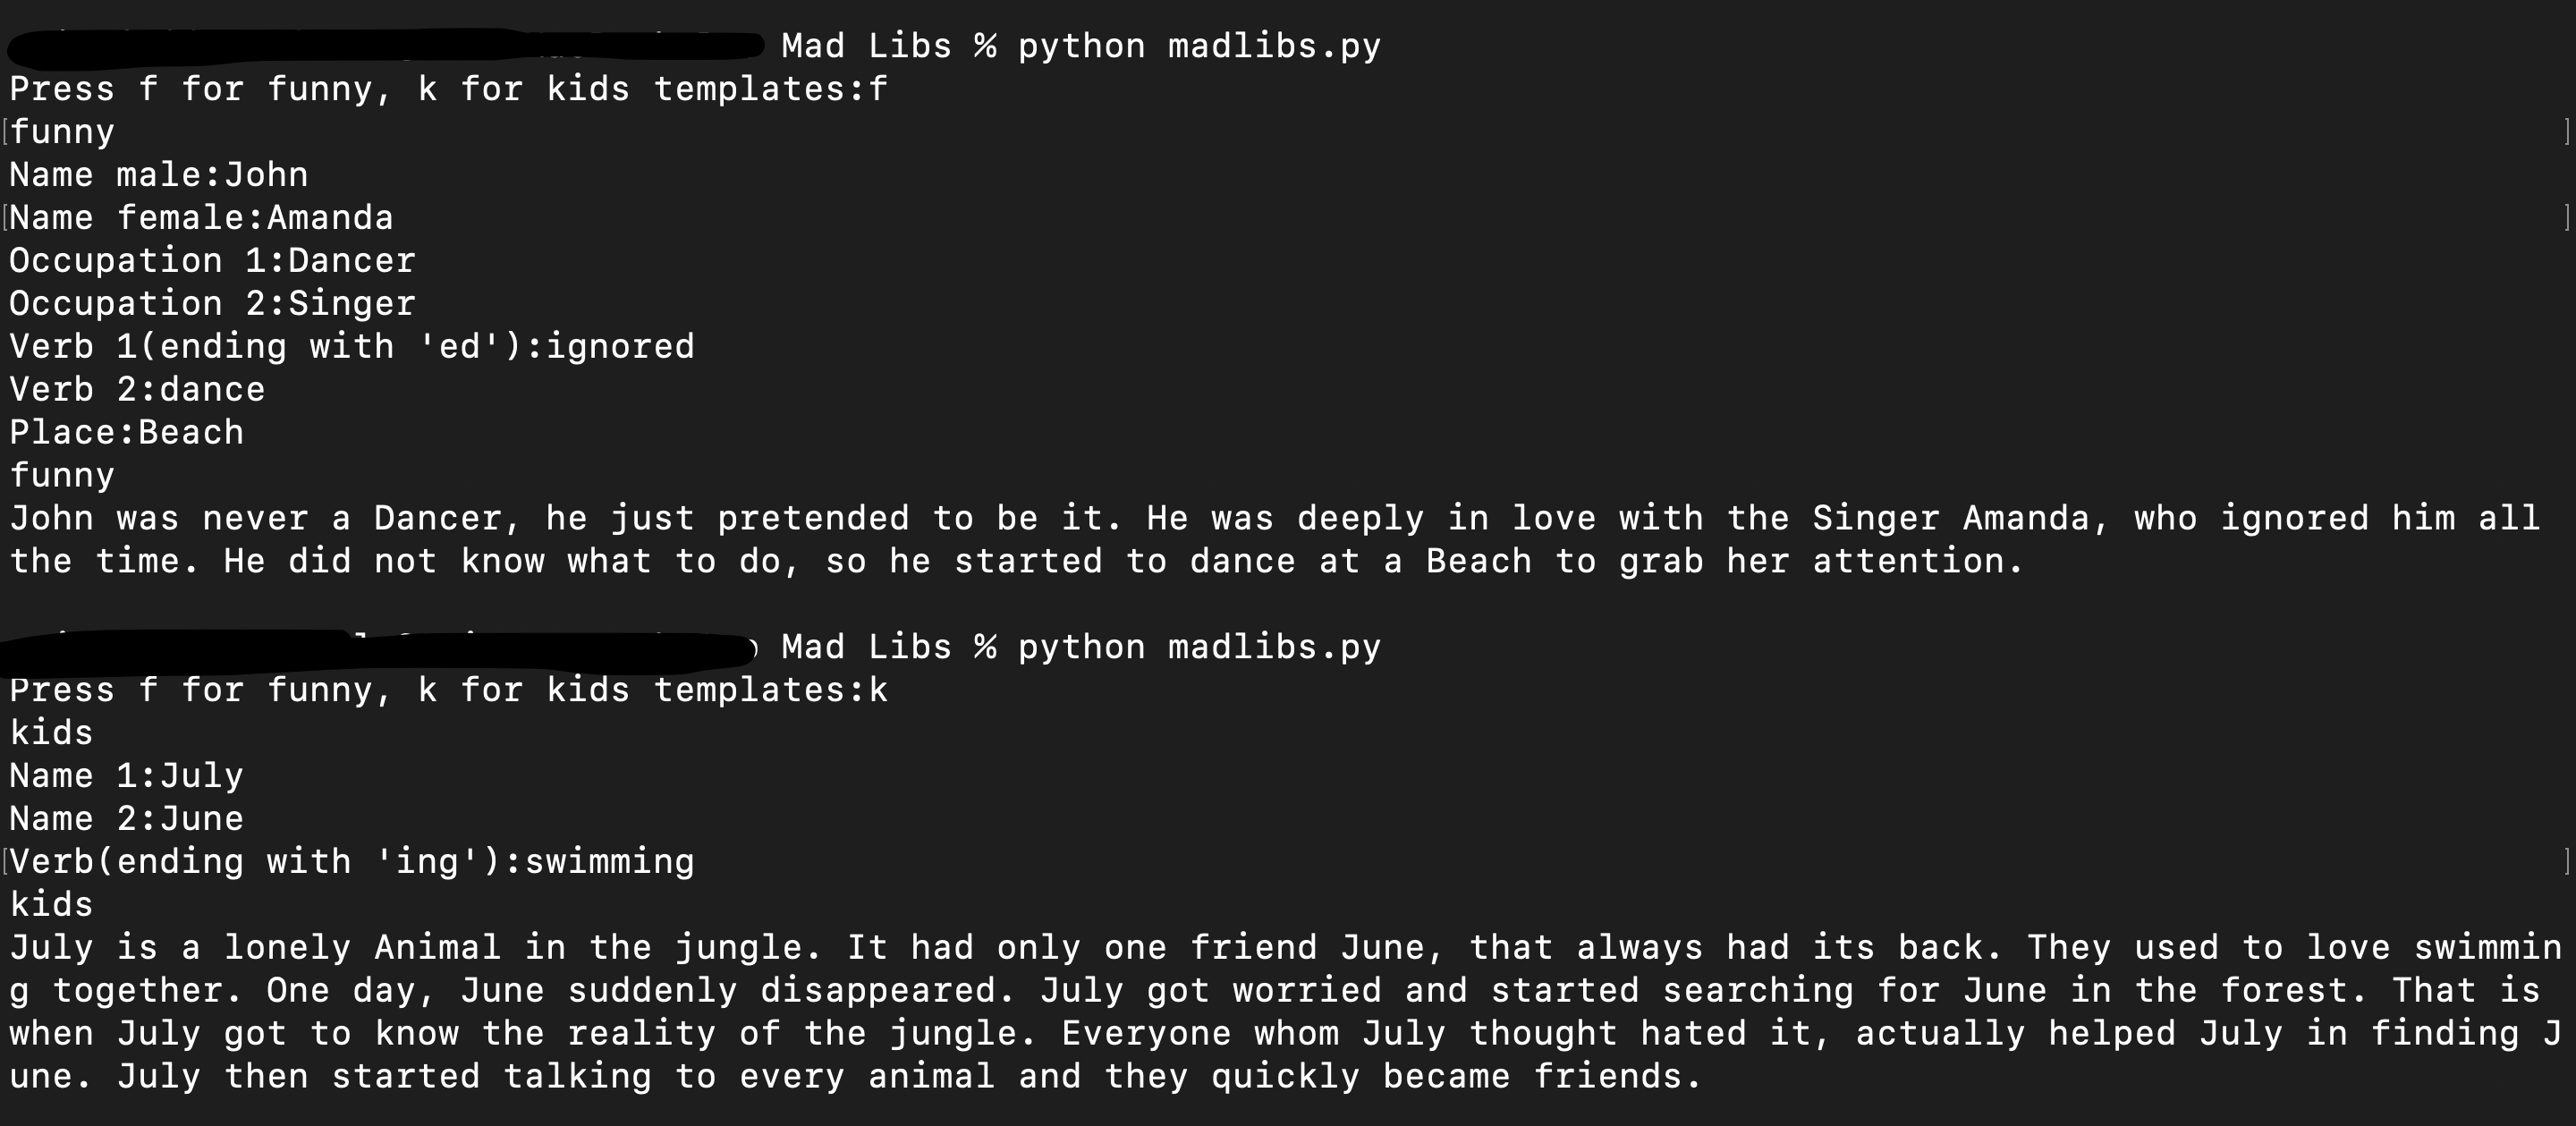 Mad Libs % python madlibs.py
Press f for funny, k for kids templates:f
[funny ]
Name male:John
[Name female:Amanda ]
Occupation 1:Dancer
Occupation 2:Singer
Verb 1(ending with 'ed'):ignored
Verb 2:dance
Place:Beach
funny
John was never a Dancer, he just pretended to be it. He was deeply in love with the Singer Amanda, who ignored him all
the time. He did not know what to do, so he started to dance at a Beach to grab her attention.
Mad Libs % python madlibs.py
Press f for funny, k for kids templates:k
kids
Name 1:July
Name 2:June
[Verb(ending with 'ing'):swimming ]
kids
July is a lonely Animal in the jungle. It had only one friend June, that always had its back. They used to love swimmin
g together. One day, June suddenly disappeared. July got worried and started searching for June in the forest. That is
when July got to know the reality of the jungle. Everyone whom July thought hated it, actually helped July in finding J
une. July then started talking to every animal and they quickly became friends.